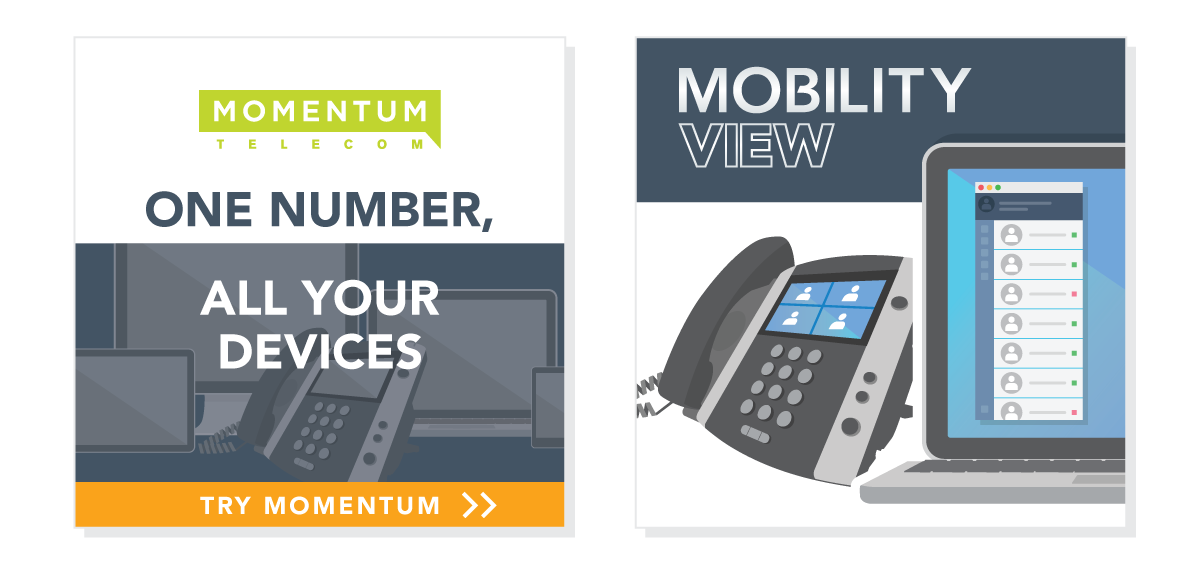 MOMENTUM
TELECOM
ONE NUMBER,
ALL YOUR
DEVICES
TRY MOMENTUM
MOBILITY
VIEW